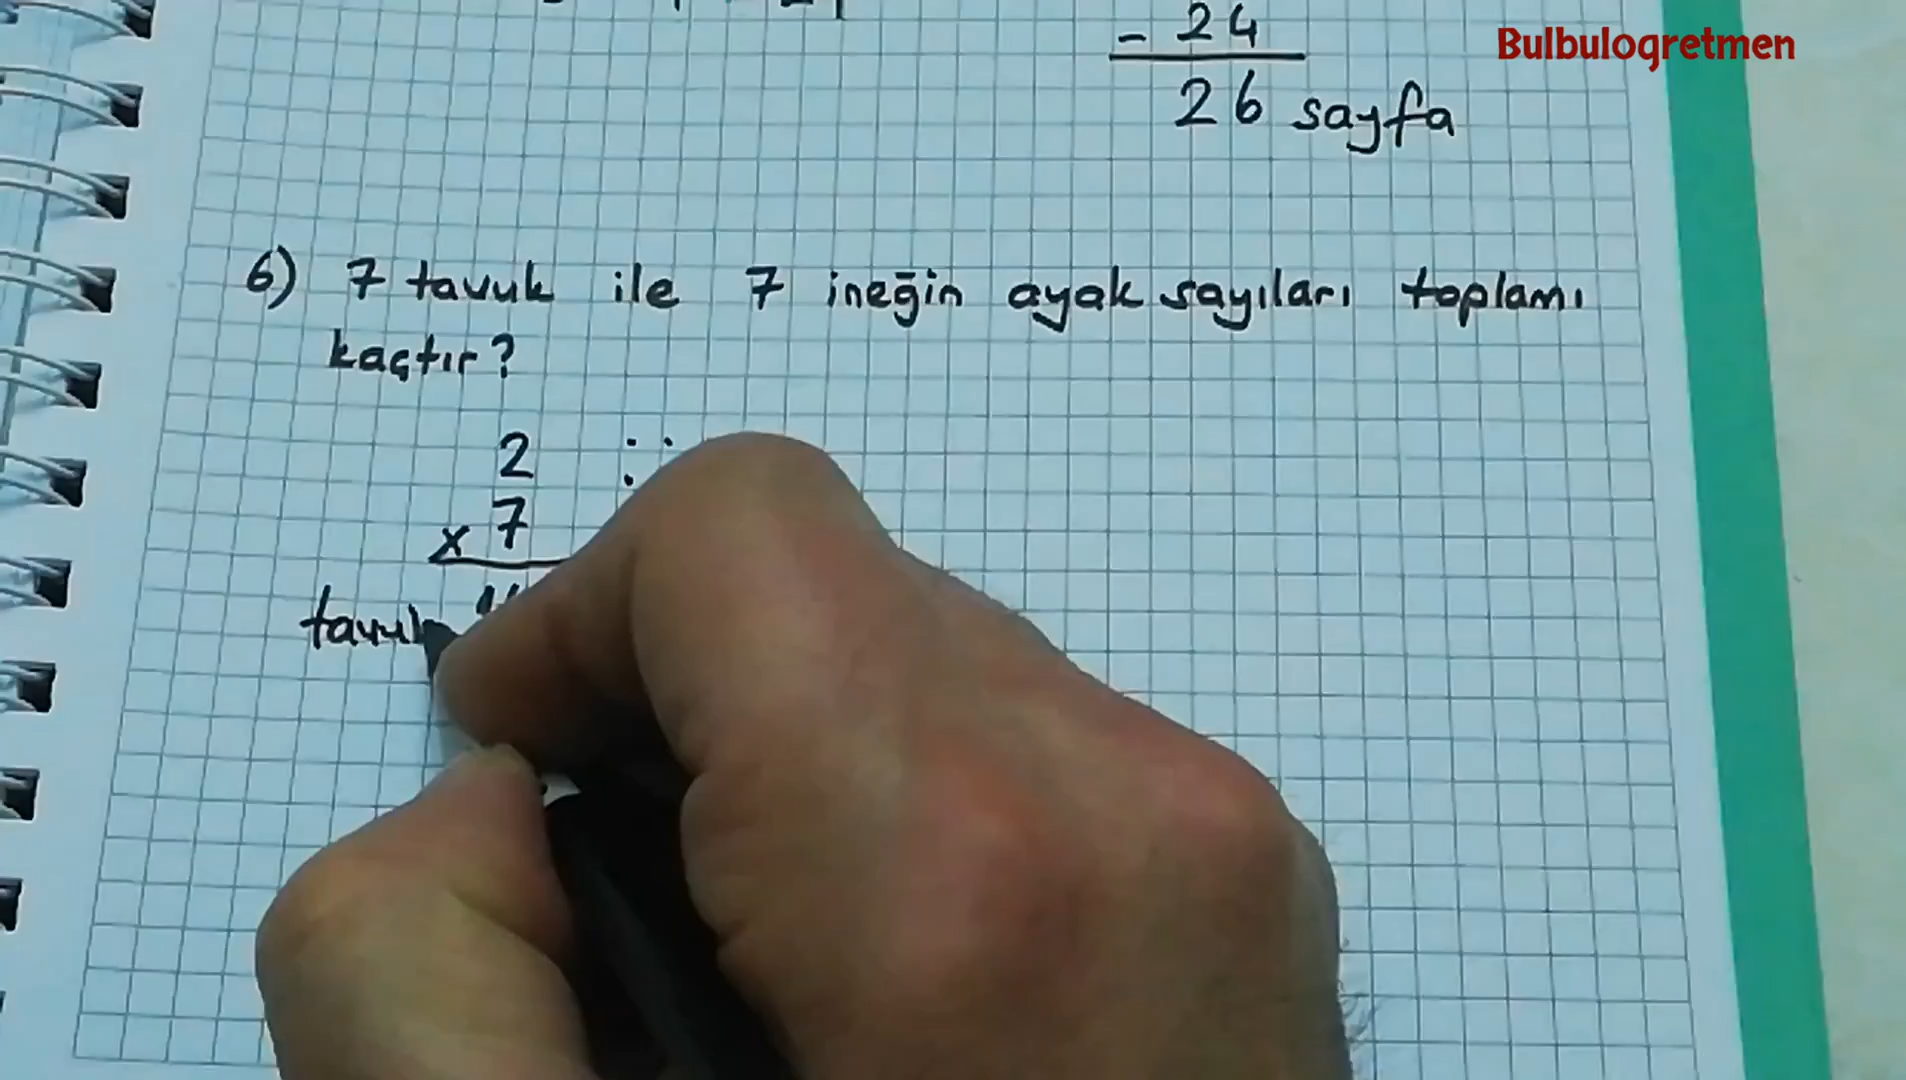 Bulbulogretmen
- 24
26 sayfa
6) 7 tavuk ile 7 ineğin ayak sayıları toplamı
kaçtır?
2
x 7